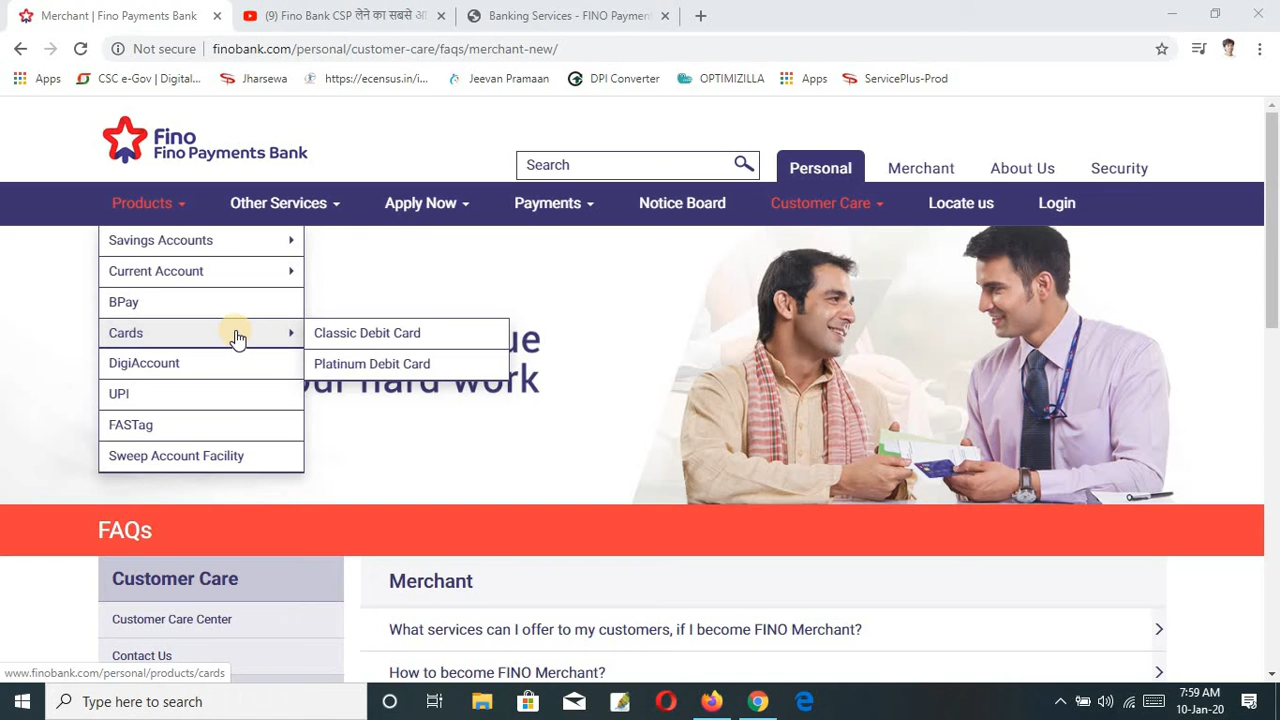 Merchant | Fino Payments Bank
(9) Fino Bank CSP लेने का सबसे
Banking Services - FINO Paymen
Not secure finobank.com/personal/customer-care/faqs/merchant-new/
Apps CSC e-Gov | Digital... Jharsewa https://ecensus.in/i... Jeevan Pramaan DPI Converter OPTIMIZILLA Apps ServicePlus-Prod
Fino
Fino Payments Bank
Search
Personal Merchant About Us Security
Products Other Services Apply Now Payments Notice Board Customer Care Locate us Login
Savings Accounts
Current Account
BPay
Cards
Classic Debit Card
DigiAccount
Platinum Debit Card
UPI
FASTag
Sweep Account Facility
ue
ur hard work
FAQs
Customer Care
Customer Care Center
Contact Us
Merchant
What services can I offer to my customers, if I become FINO Merchant?
How to become FINO Merchant?
www.finobank.com/personal/products/cards
Type here to search
7:59 AM
10-Jan-20